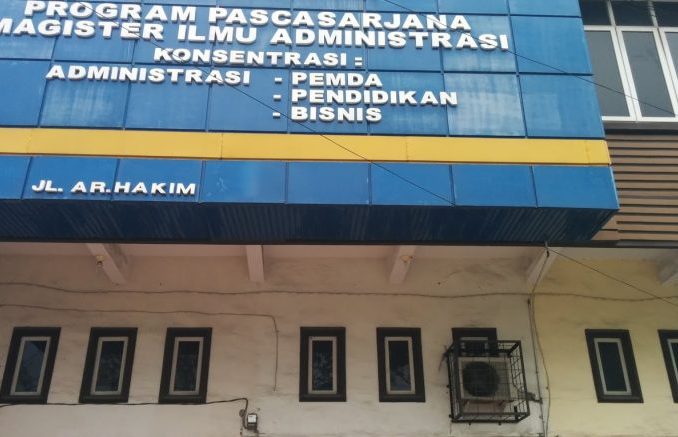 PROGRAM PASCASARJANA
MAGISTER ILMU ADMINISTRASI
KONSENTRASI :
ADMINISTRASI - PEMDA
- PENDIDIKAN
- BISNIS
JL. AR.HAKIM